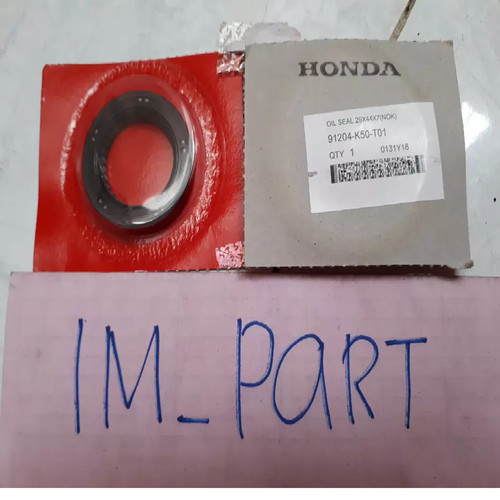 HONDA
OIL SEAL 29X44X7(NOK)
91204-K50-T01
QTY 1 0131Y16
IM_PART